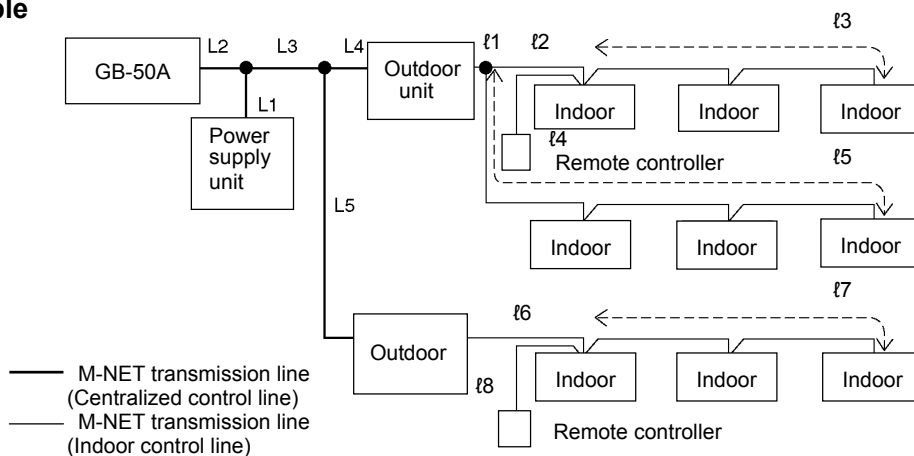 ple
GB-50A
L2
L3
L4
L1
Power
supply
unit
L5
Outdoor
unit
ℓ1
ℓ2
ℓ3
Indoor
Indoor
Indoor
ℓ4
Remote controller
ℓ5
Indoor
Indoor
Indoor
ℓ7
ℓ6
Outdoor
ℓ8
Indoor
Indoor
Indoor
Remote controller
M-NET transmission line
(Centralized control line)
M-NET transmission line
(Indoor control line)